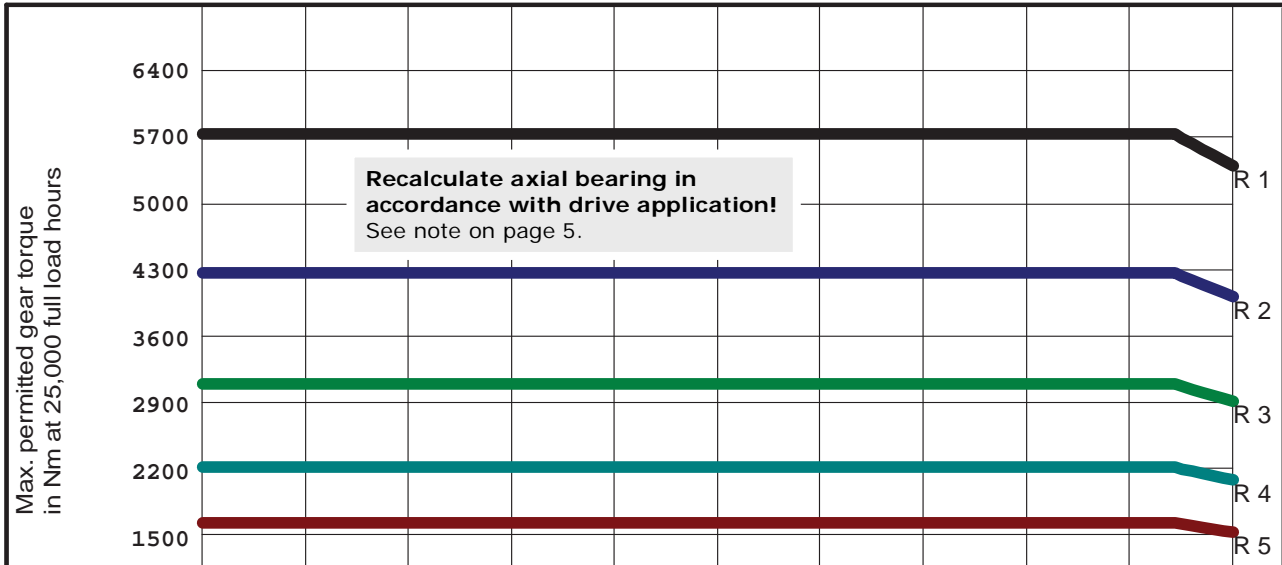 Max. permitted gear torque
in Nm at 25,000 full load hours
6400
5700
Recalculate axial bearing in
accordance with drive application!
See note on page 5.
R 1
5000
4300
R 2
3600
2900
R 3
2200
R 4
1500
R 5